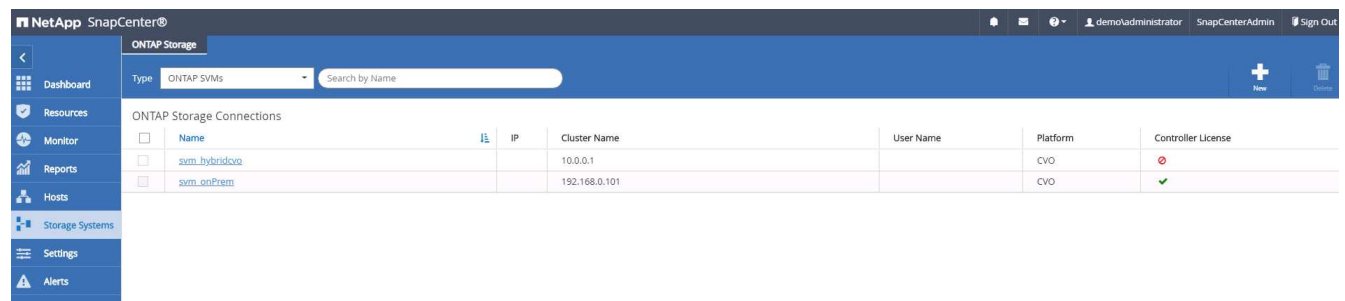 NetApp SnapCenter®
demo\administrator SnapCenterAdmin Sign Out
ONTAP Storage
Type ONTAP SVMs Search by Name
New Delete
Dashboard
Resources
Monitor
Reports
Hosts
Storage Systems
Settings
Alerts
ONTAP Storage Connections
Name IP Cluster Name User Name Platform Controller License
svm_hybridcvo 10.0.0.1 CVO
svm_onPrem 192.168.0.101 CVO